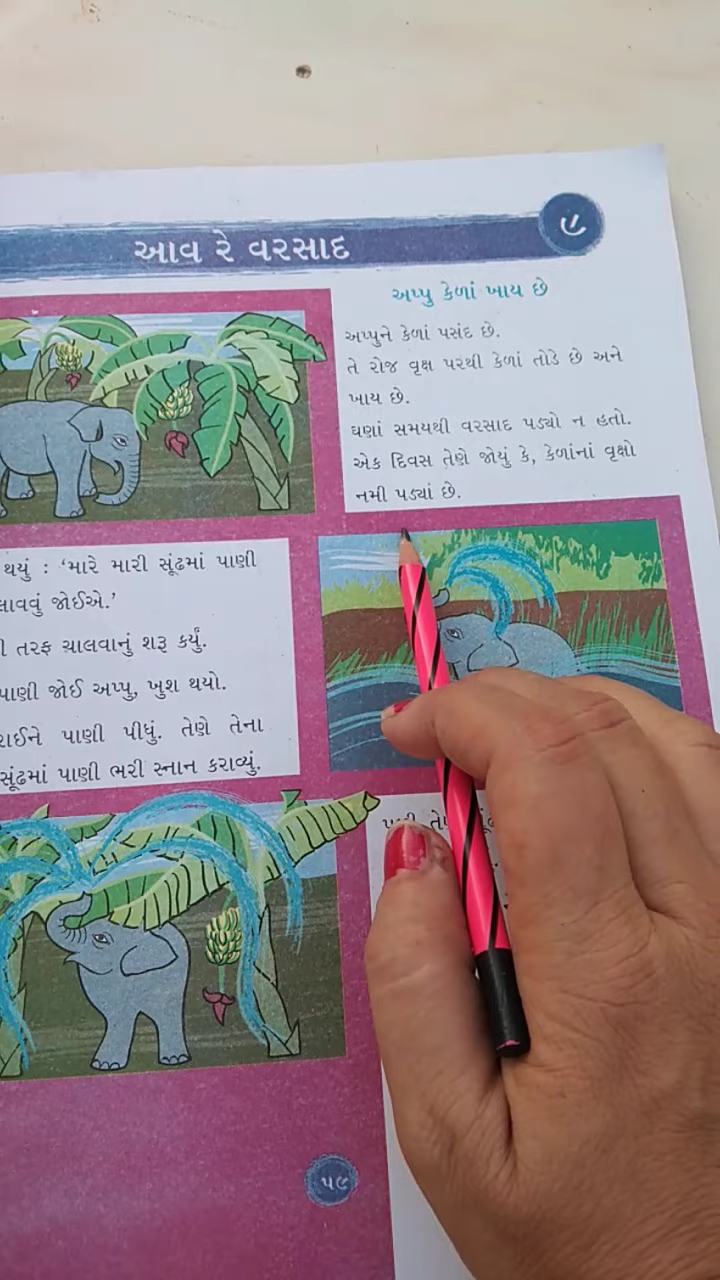 આવ રે વરસાદ
૯
અપ્પુ કેળાં ખાય છે
અપ્પુને કેળાં પસંદ છે.
તે રોજ વૃક્ષ પરથી કેળાં તોડે છે અને
ખાય છે.
ઘણાં સમયથી વરસાદ પડ્યો ન હતો.
એક દિવસ તેણે જોયું કે, કેળાંનાં વૃક્ષો
નમી પડ્યાં છે.
થયું : ‘મારે મારી સૂંઢમાં પાણી
લાવવું જોઈએ.’
તરફ ચાલવાનું શરૂ કર્યું.
પાણી જોઈ અપ્પુ, ખુશ થયો.
પાણી પીધું. તેણે તેના
સૂંઢમાં પાણી ભરી સ્નાન કરાવ્યું.
૫૯